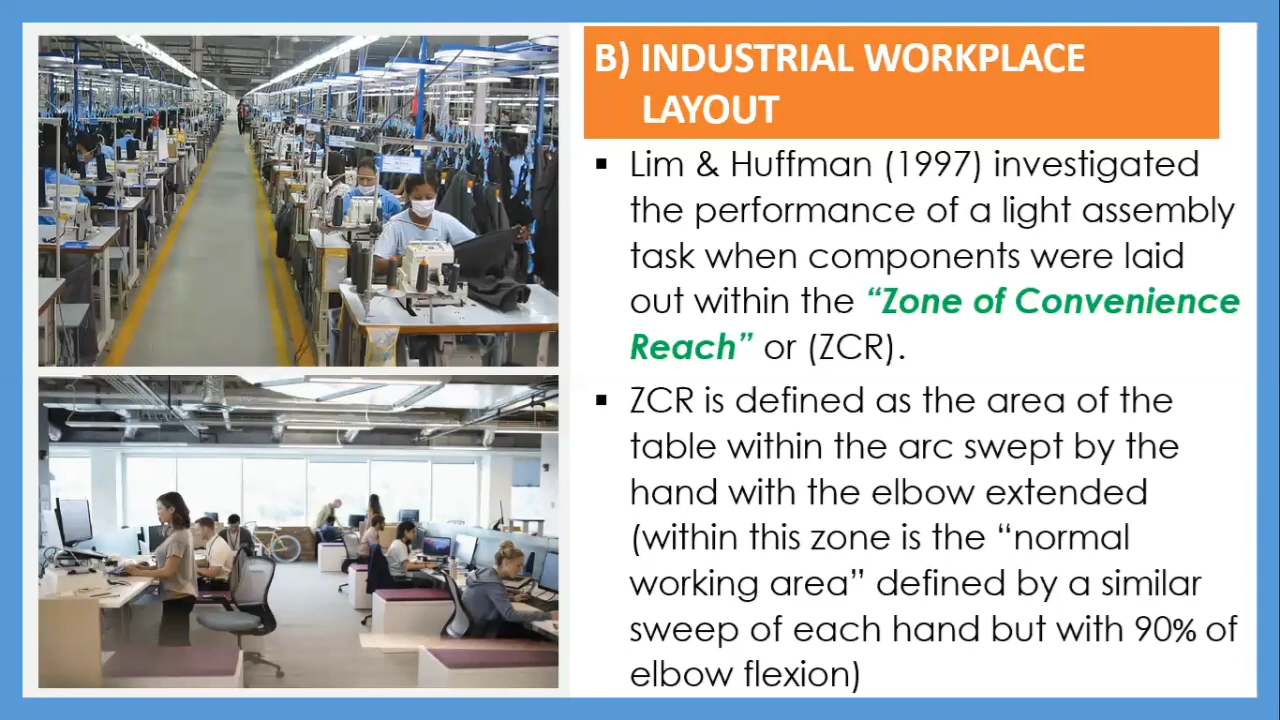 B) INDUSTRIAL WORKPLACE
LAYOUT
▪ Lim & Huffman (1997) investigated
the performance of a light assembly
task when components were laid
out within the “Zone of Convenience
Reach” or (ZCR).
▪ ZCR is defined as the area of the
table within the arc swept by the
hand with the elbow extended
(within this zone is the “normal
working area” defined by a similar
sweep of each hand but with 90% of
elbow flexion)